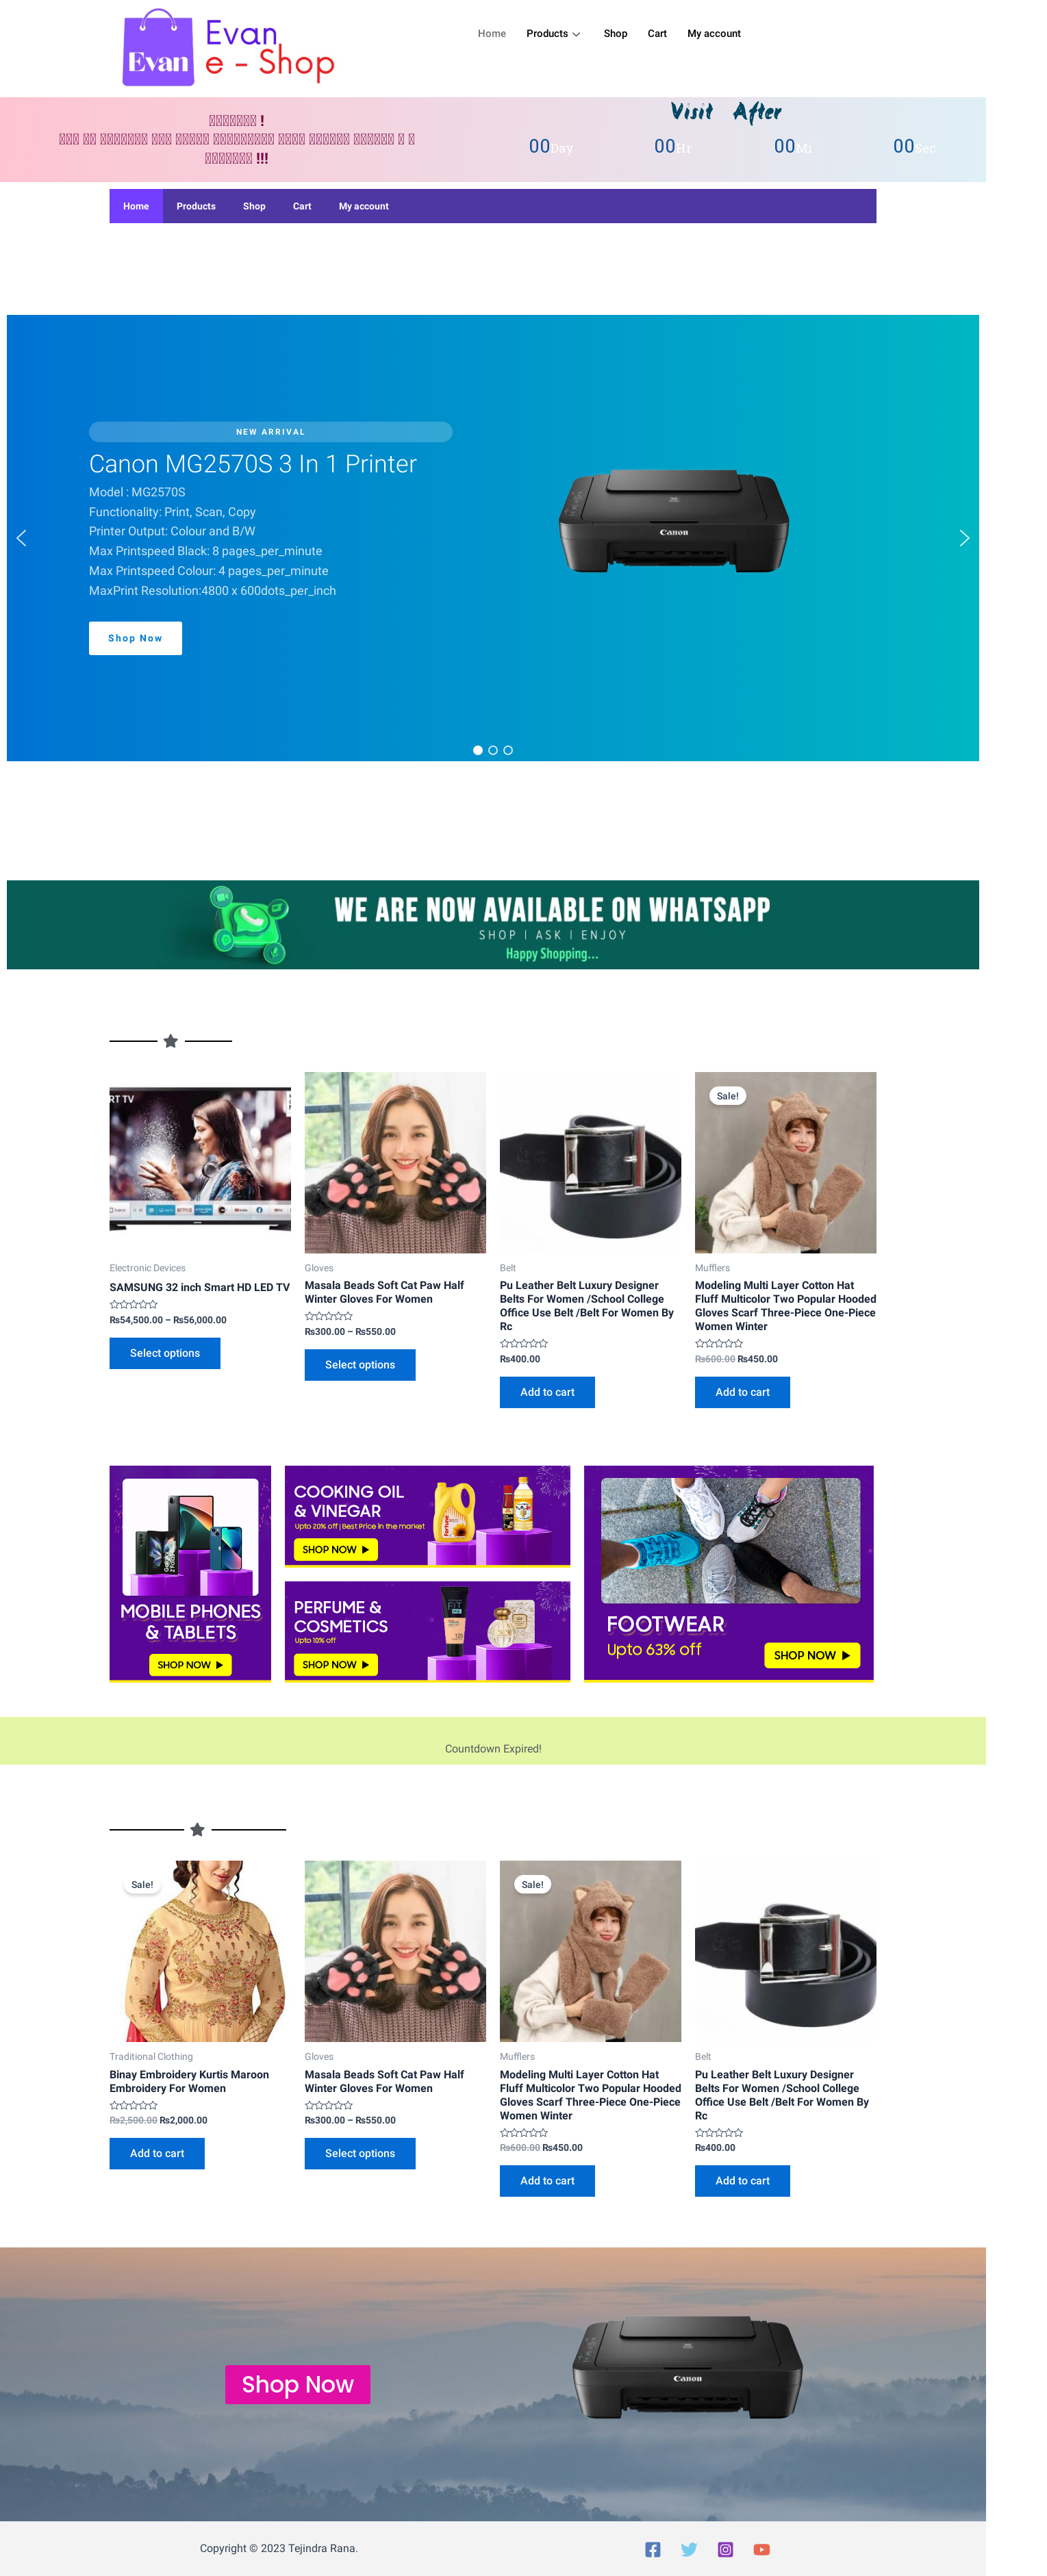 Evan
Evan
e - Shop
Home
Products
Shop
Cart
My account
!
!!!
Visit After
00Day
00Hr
00Mi
00Sec
Home
Products
Shop
Cart
My account
NEW ARRIVAL
Canon MG2570S 3 In 1 Printer
Model : MG2570S
Functionality: Print, Scan, Copy
Printer Output: Colour and B/W
Max Printspeed Black: 8 pages_per_minute
Max Printspeed Colour: 4 pages_per_minute
MaxPrint Resolution:4800 x 600dots_per_inch
Shop Now
Canon
WE ARE NOW AVAILABLE ON WHATSAPP
SHOP | ASK | ENJOY
Happy Shopping...
RT TV
Electronic Devices
SAMSUNG 32 inch Smart HD LED TV
₨54,500.00 – ₨56,000.00
Select options
Gloves
Masala Beads Soft Cat Paw Half
Winter Gloves For Women
₨300.00 – ₨550.00
Select options
Belt
Pu Leather Belt Luxury Designer
Belts For Women /School College
Office Use Belt /Belt For Women By
Rc
₨400.00
Add to cart
Sale!
Mufflers
Modeling Multi Layer Cotton Hat
Fluff Multicolor Two Popular Hooded
Gloves Scarf Three-Piece One-Piece
Women Winter
₨600.00 ₨450.00
Add to cart
MOBILE PHONES
& TABLETS
SHOP NOW
COOKING OIL
& VINEGAR
Upto 20% off | Best Price in the market
SHOP NOW
PERFUME &
COSMETICS
Upto 10% off
SHOP NOW
FIT
FOOTWEAR
Upto 63% off
SHOP NOW
Countdown Expired!
Sale!
Traditional Clothing
Binay Embroidery Kurtis Maroon
Embroidery For Women
₨2,500.00 ₨2,000.00
Add to cart
Gloves
Masala Beads Soft Cat Paw Half
Winter Gloves For Women
₨300.00 – ₨550.00
Select options
Sale!
Mufflers
Modeling Multi Layer Cotton Hat
Fluff Multicolor Two Popular Hooded
Gloves Scarf Three-Piece One-Piece
Women Winter
₨600.00 ₨450.00
Add to cart
Belt
Pu Leather Belt Luxury Designer
Belts For Women /School College
Office Use Belt /Belt For Women By
Rc
₨400.00
Add to cart
Shop Now
Canon
Copyright © 2023 Tejindra Rana.